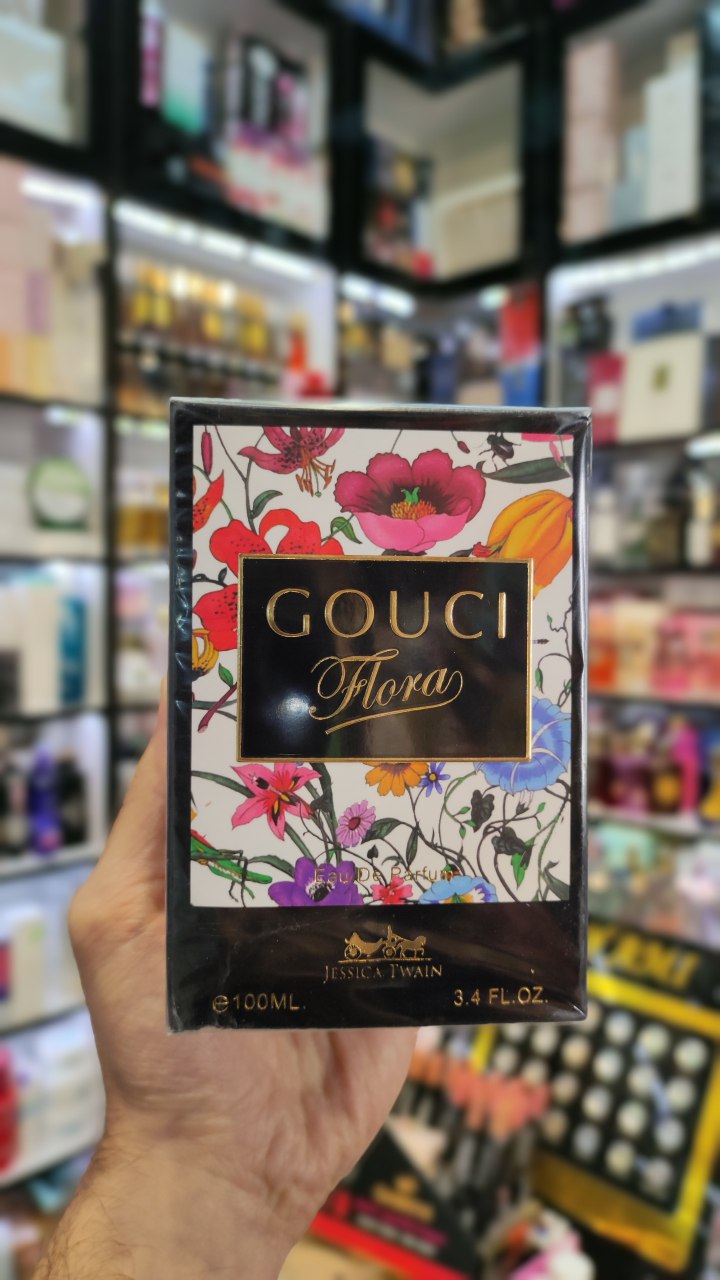 GOUCI
Flora
Eau De Parfum
JESSICA TWAIN
℮100ML.
3.4 FL.OZ.